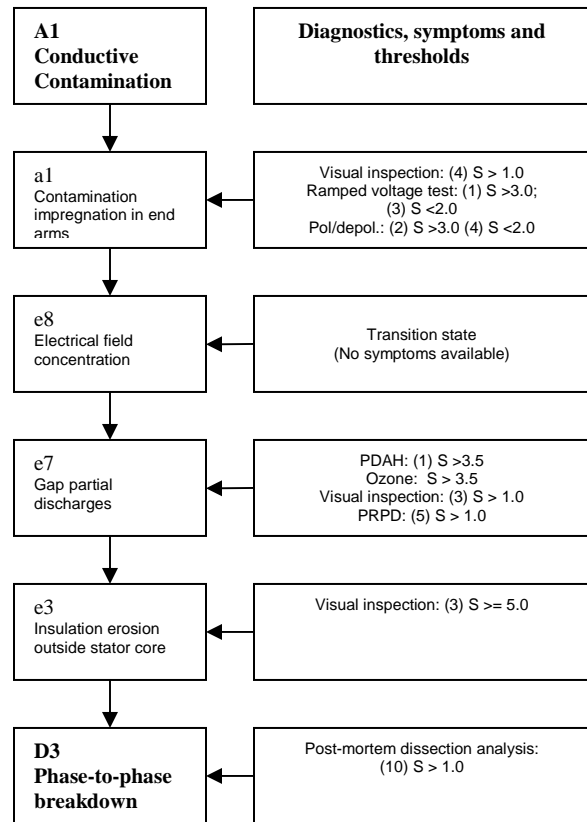 A1
Conductive
Contamination
Diagnostics, symptoms and
thresholds
a1
Contamination
impregnation in end
arms
Visual inspection: (4) S > 1.0
Ramped voltage test: (1) S >3.0;
(3) S <2.0
Pol/depol.: (2) S >3.0 (4) S <2.0
e8
Electrical field
concentration
Transition state
(No symptoms available)
e7
Gap partial
discharges
PDAH: (1) S >3.5
Ozone: S > 3.5
Visual inspection: (3) S > 1.0
PRPD: (5) S > 1.0
e3
Insulation erosion
outside stator core
Visual inspection: (3) S >= 5.0
D3
Phase-to-phase
breakdown
Post-mortem dissection analysis:
(10) S > 1.0